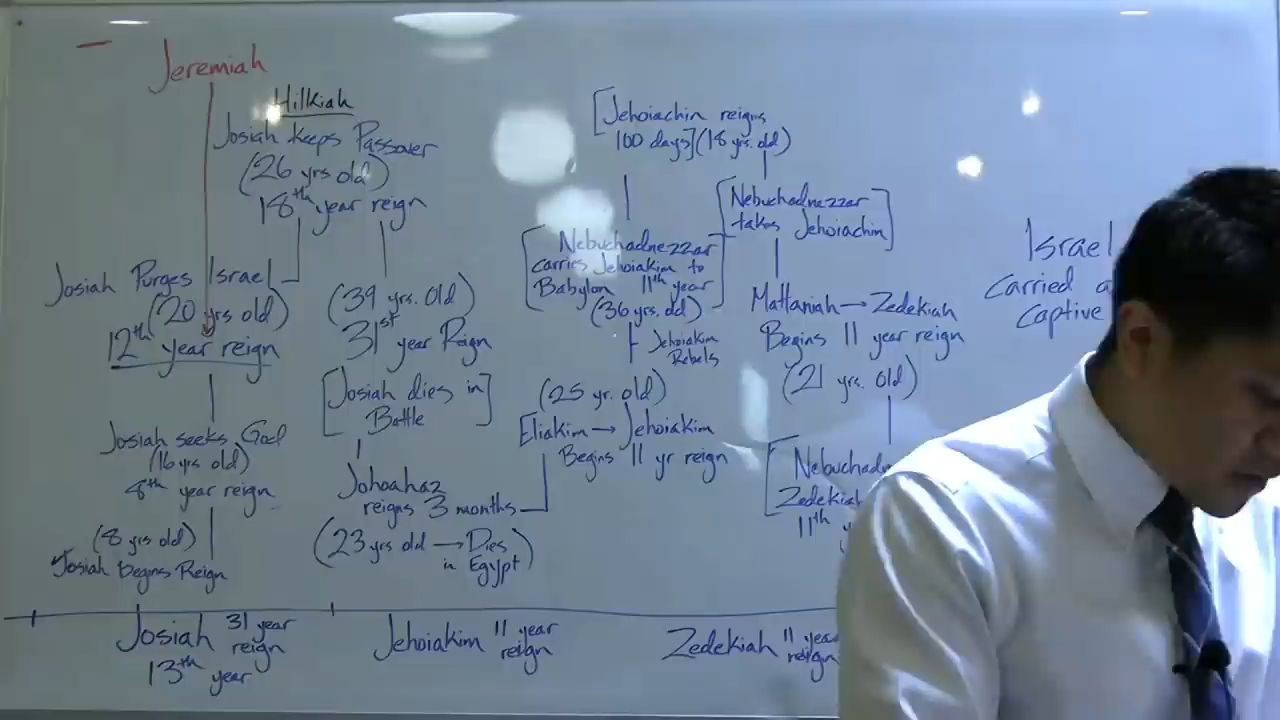 Jeremiah
Hilkiah
Josiah keeps Passover
(26 yrs old)
18th year reign
Josiah Purges Israel
(20 yrs old)
12th year reign
Josiah seeks God
(16 yrs old)
8th year reign
(8 yrs old)
Josiah begins Reign
(39 yrs. Old)
31st year Reign
[Josiah dies in]
Battle
Johoahaz
reigns 3 months
(23 yrs old → Dies
in Egypt)
[Jehoiachin reigns
100 days] (18 yrs. old)
[Nebuchadnezzar
takes Jehoiachin]
[Nebuchadnezzar
carries Jehoiakim to
Babylon 11th year]
(36 yrs. old)
Jehoiakim
Rebels
(25 yr. old)
Eliakim → Jehoiakim
Begins 11 yr reign
Mattaniah → Zedekiah
Begins 11 year reign
(21 yrs. old)
[Nebuchadn
Zedekiah
11th
Israel
Carried a
captive
Josiah 31 year
reign
13th year
Jehoiakim 11 year
reign
Zedekiah 11 yea
reign